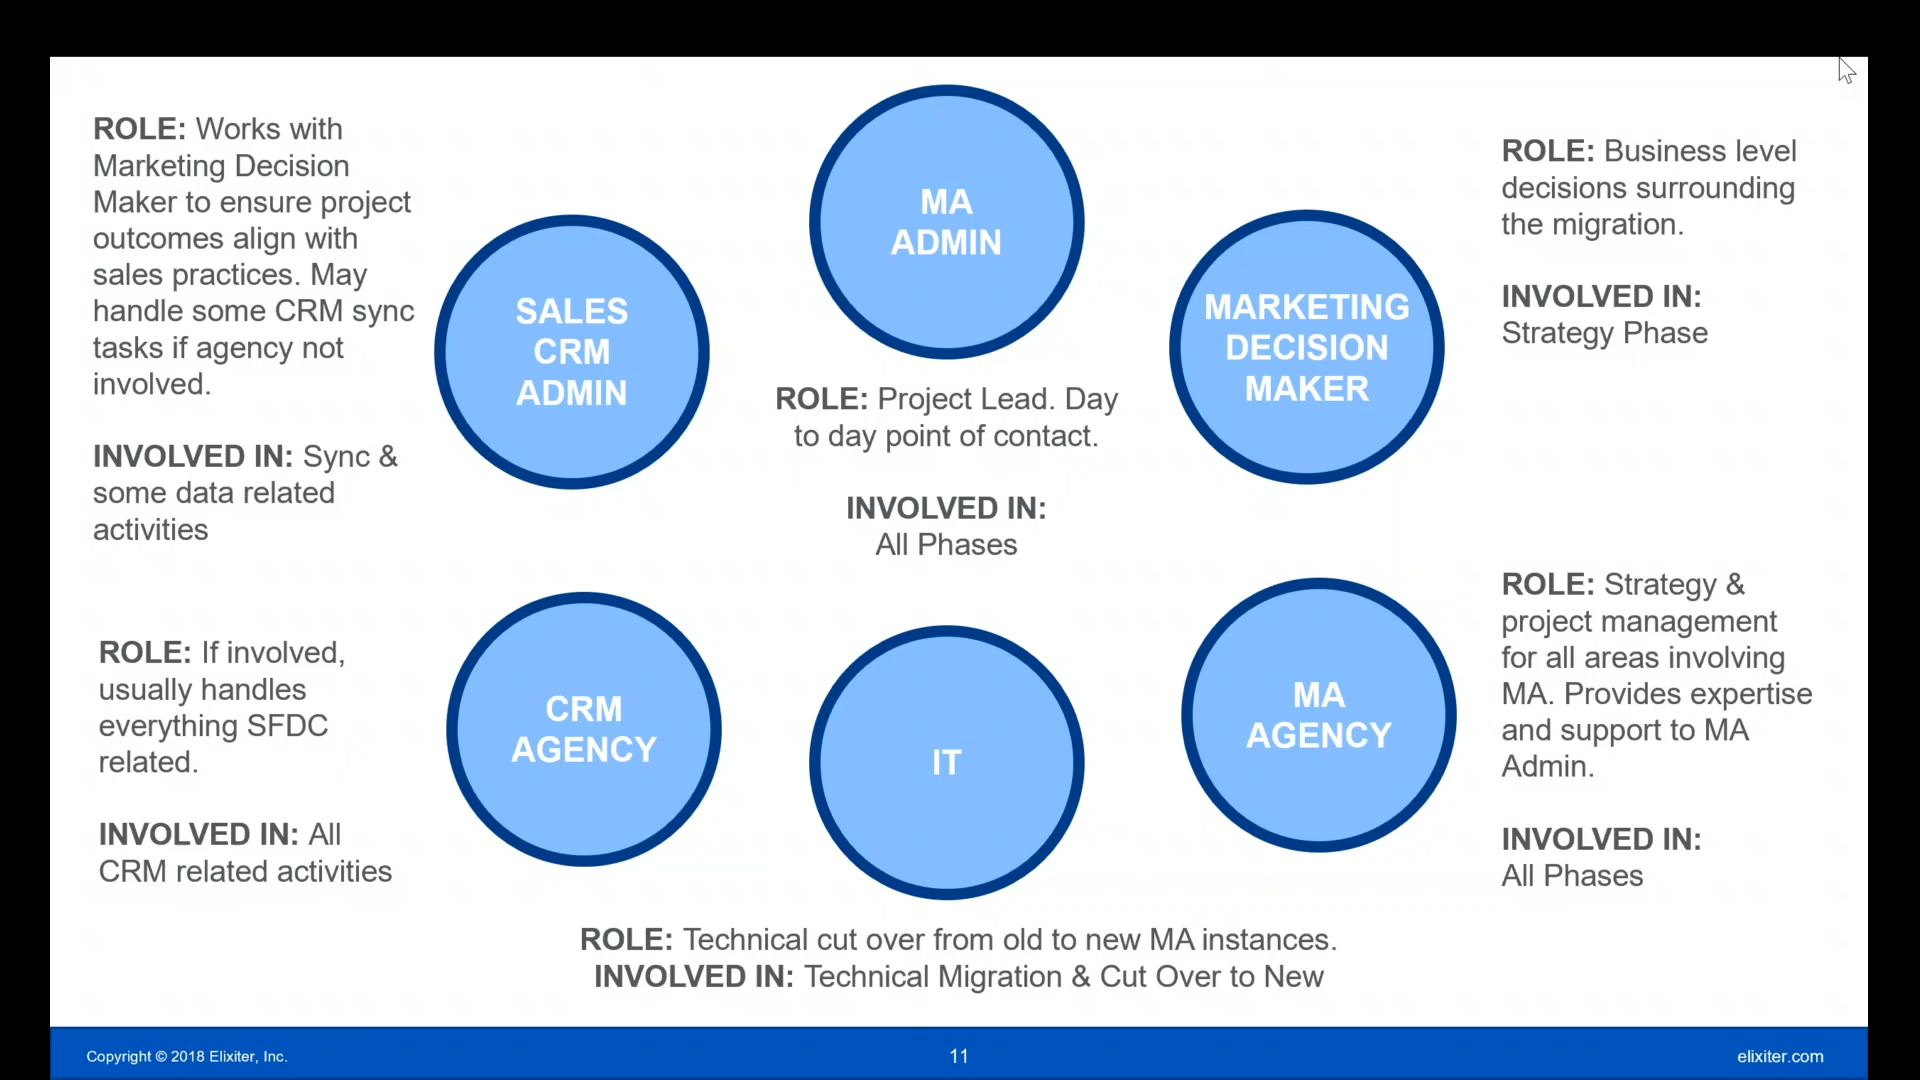 ROLE: Works with
Marketing Decision
Maker to ensure project
outcomes align with
sales practices. May
handle some CRM sync
tasks if agency not
involved.
INVOLVED IN: Sync &
some data related
activities
SALES
CRM
ADMIN
MA
ADMIN
ROLE: Project Lead. Day
to day point of contact.
INVOLVED IN:
All Phases
MARKETING
DECISION
MAKER
ROLE: Business level
decisions surrounding
the migration.
INVOLVED IN:
Strategy Phase
ROLE: If involved,
usually handles
everything SFDC
related.
INVOLVED IN: All
CRM related activities
CRM
AGENCY
IT
ROLE: Technical cut over from old to new MA instances.
INVOLVED IN: Technical Migration & Cut Over to New
MA
AGENCY
ROLE: Strategy &
project management
for all areas involving
MA. Provides expertise
and support to MA
Admin.
INVOLVED IN:
All Phases
Copyright © 2018 Elixiter, Inc.
11
elixiter.com